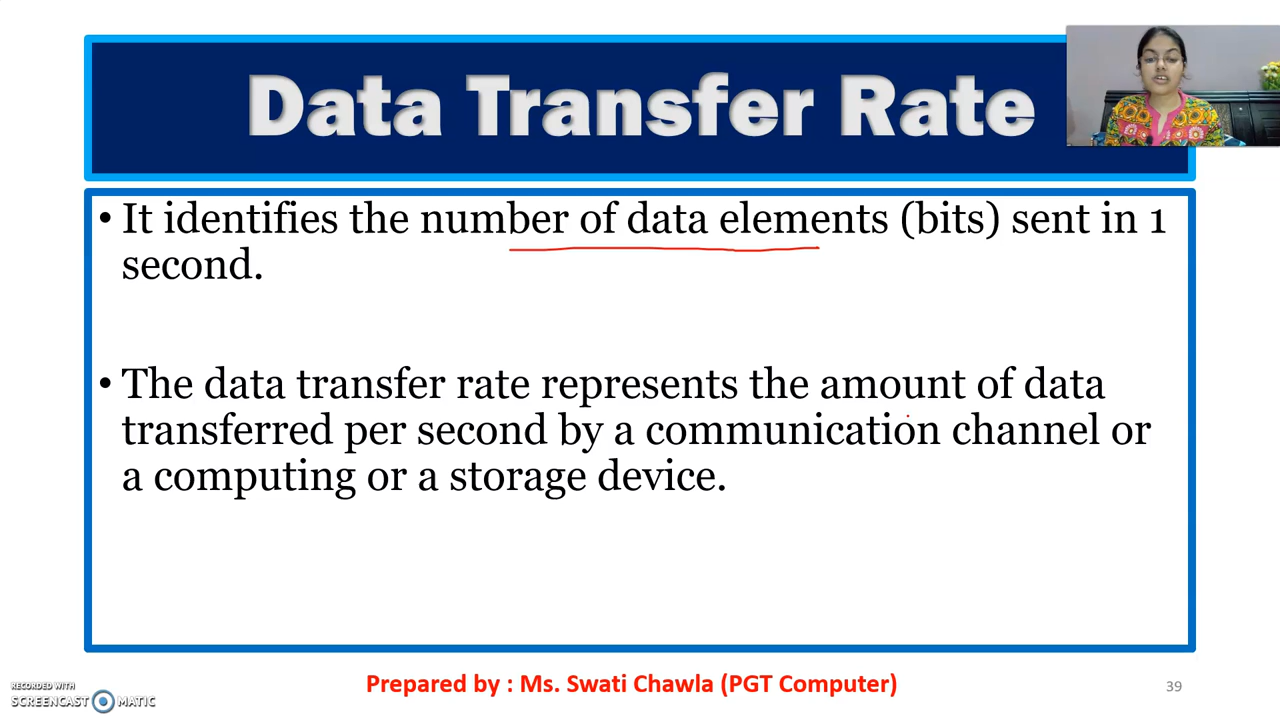 Data Transfer Rate
• It identifies the number of data elements (bits) sent in 1
second.
• The data transfer rate represents the amount of data
transferred per second by a communication channel or
a computing or a storage device.
Prepared by : Ms. Swati Chawla (PGT Computer)
39
RECORDED WITH
SCREENCAST MATIC